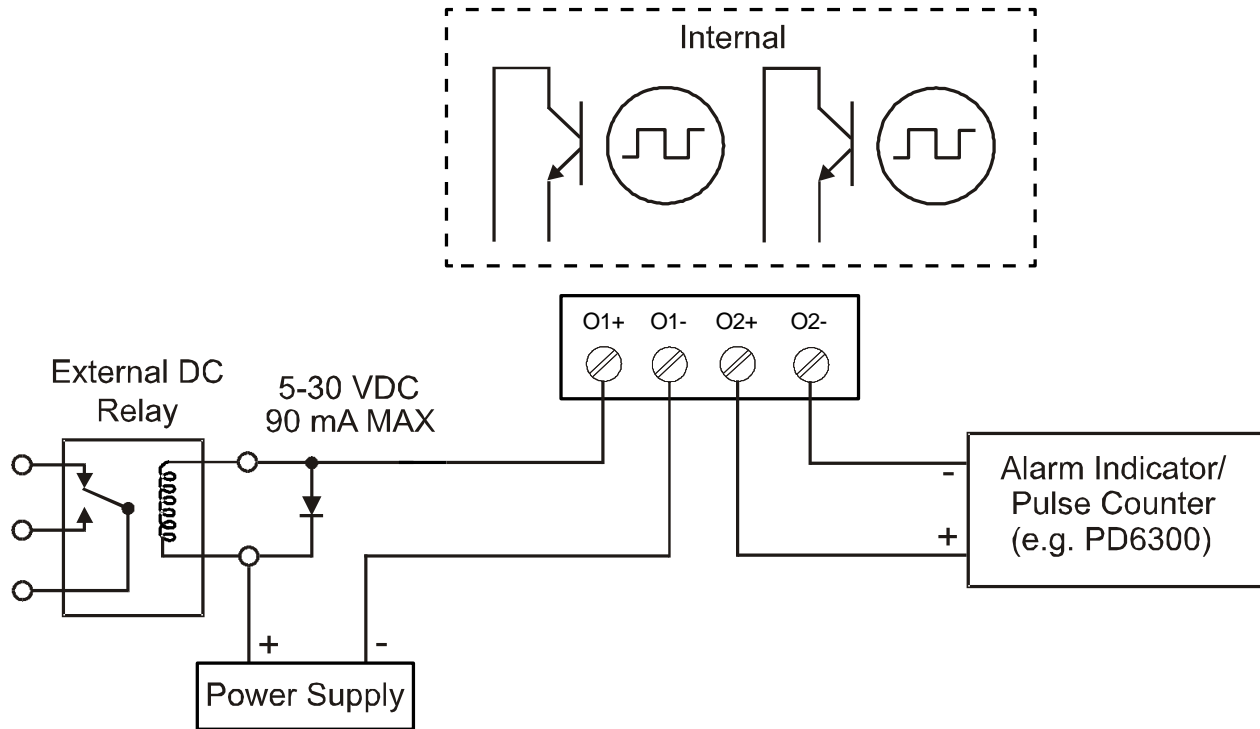 Internal
O1+ O1- O2+ O2-
External DC
Relay
5-30 VDC
90 mA MAX
-
+
Alarm Indicator/
Pulse Counter
(e.g. PD6300)
+ -
Power Supply